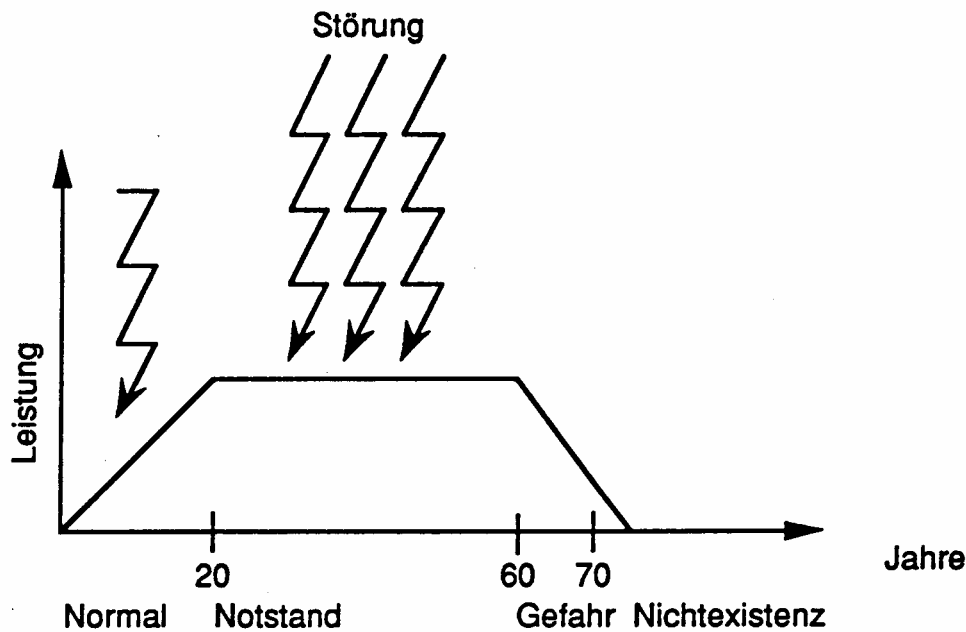 Störung
Leistung
20 60 70
Jahre
Normal Notstand Gefahr Nichtexistenz